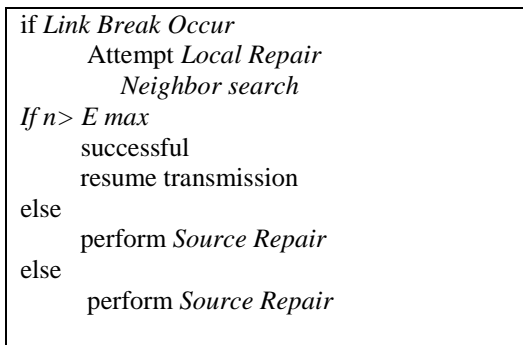 if Link Break Occur
Attempt Local Repair
Neighbor search
If n> E max
successful
resume transmission
else
perform Source Repair
else
perform Source Repair